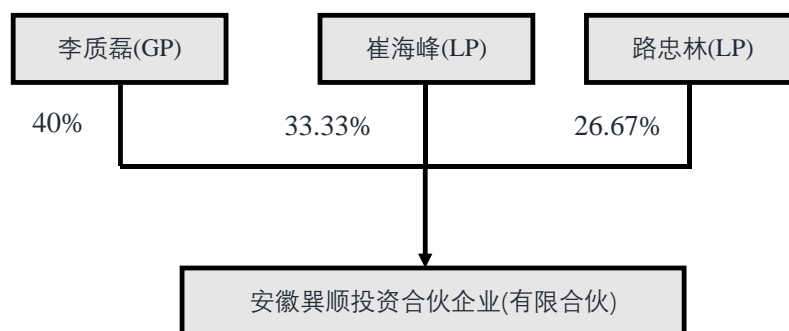 李质磊(GP)
崔海峰(LP)
路忠林(LP)
40%
33.33%
26.67%
安徽巽顺投资合伙企业(有限合伙)